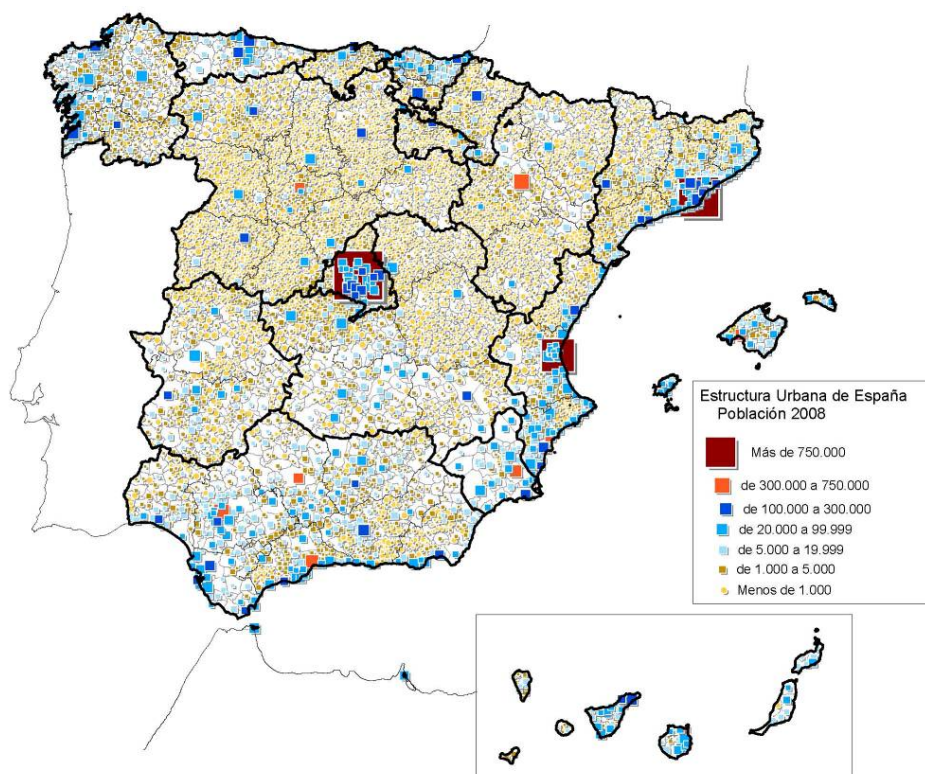 Estructura Urbana de España
Población 2008
Más de 750.000
de 300.000 a 750.000
de 100.000 a 300.000
de 20.000 a 99.999
de 5.000 a 19.999
de 1.000 a 5.000
Menos de 1.000